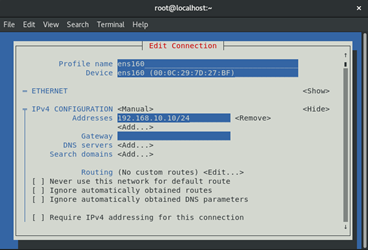 root@localhost:~
File Edit View Search Terminal Help
Edit Connection
Profile name ens160
Device ens160 (00:0C:29:7D:27:BF)
ETHERNET <Show>
IPv4 CONFIGURATION <Manual> <Hide>
Addresses 192.168.10.10/24 <Remove>
<Add...>
Gateway
DNS servers <Add...>
Search domains <Add...>
Routing (No custom routes) <Edit...>
[ ] Never use this network for default route
[ ] Ignore automatically obtained routes
[ ] Ignore automatically obtained DNS parameters
[ ] Require IPv4 addressing for this connection